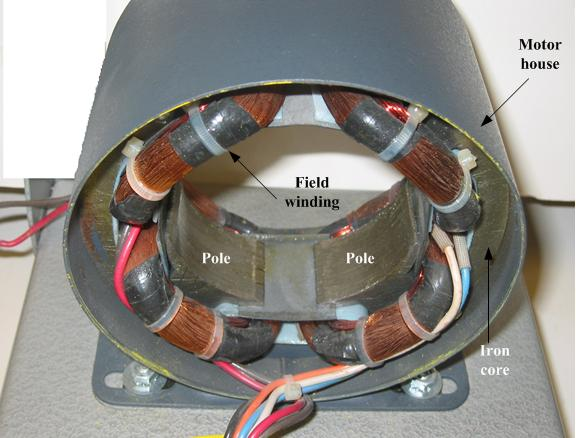 Motor
house
Field
winding
Pole
Pole
Iron
core